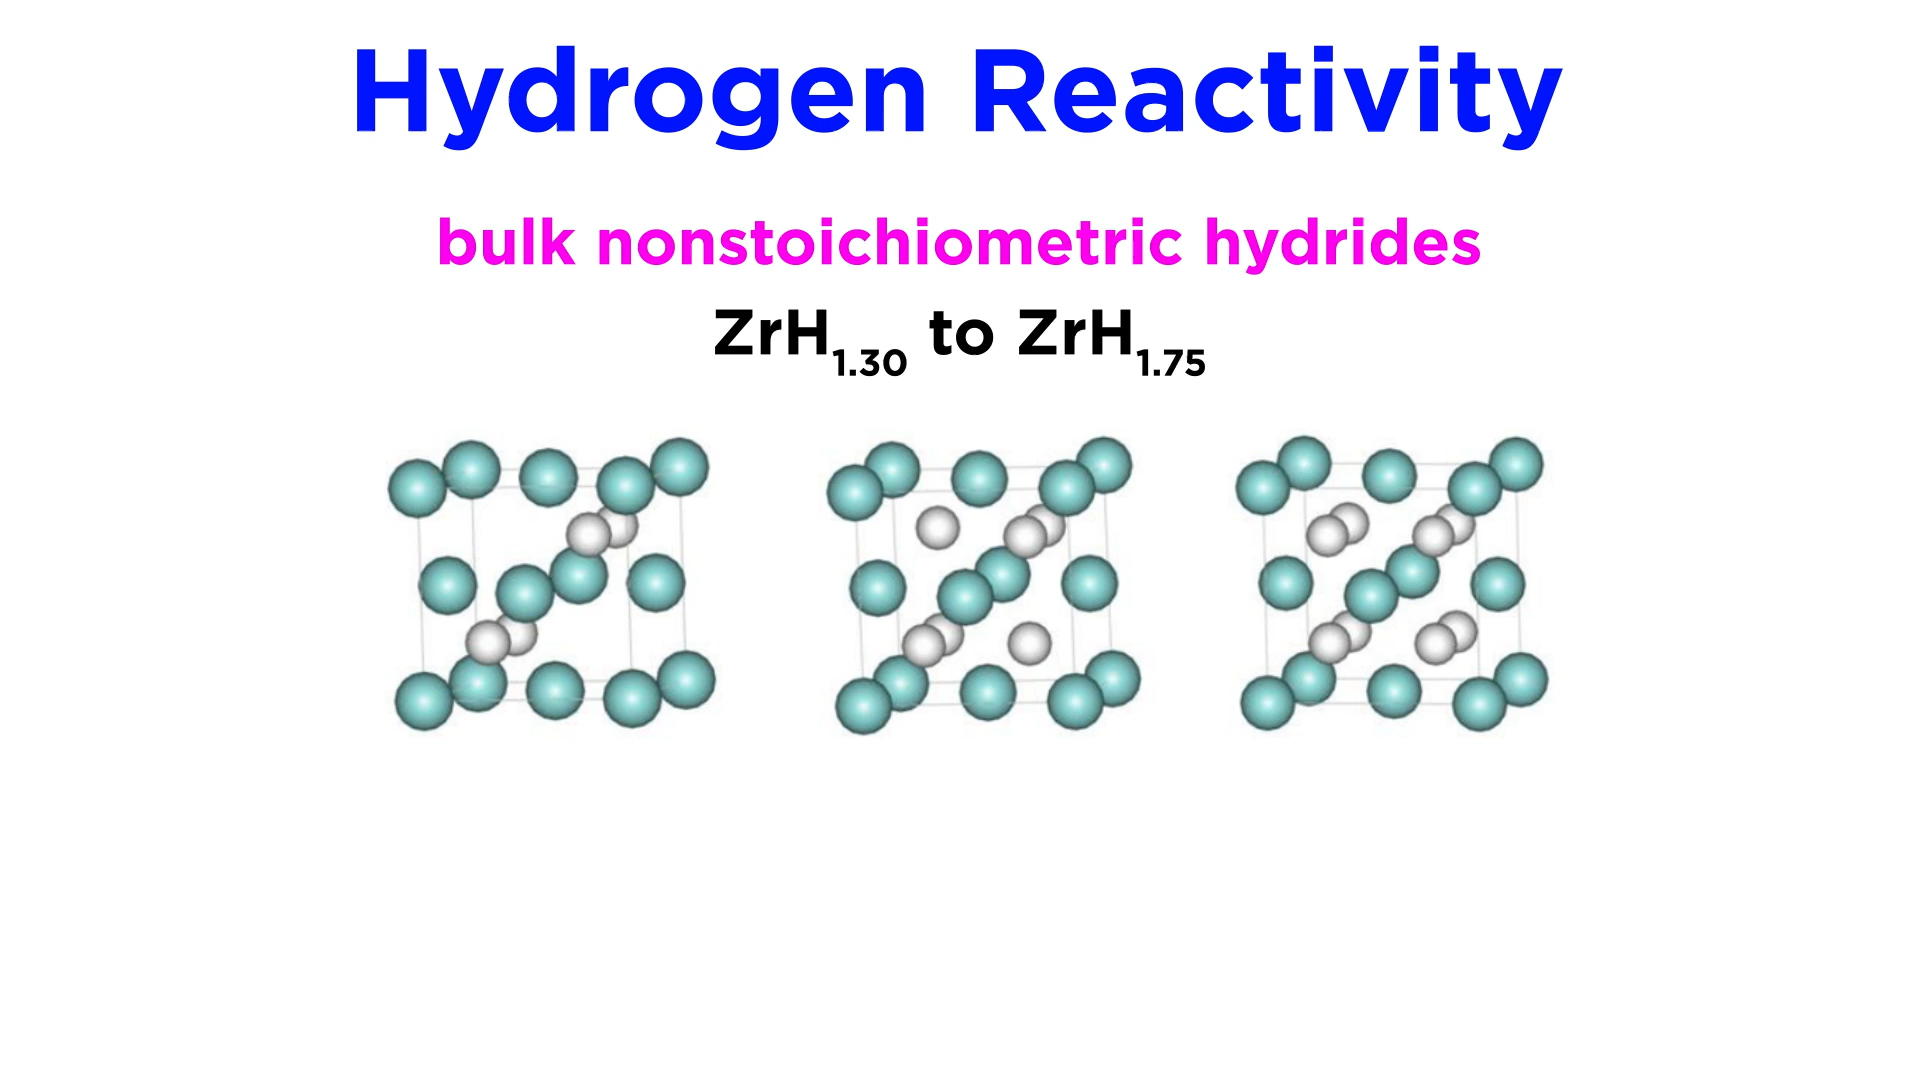 Hydrogen Reactivity
bulk nonstoichiometric hydrides
ZrH1.30 to ZrH1.75